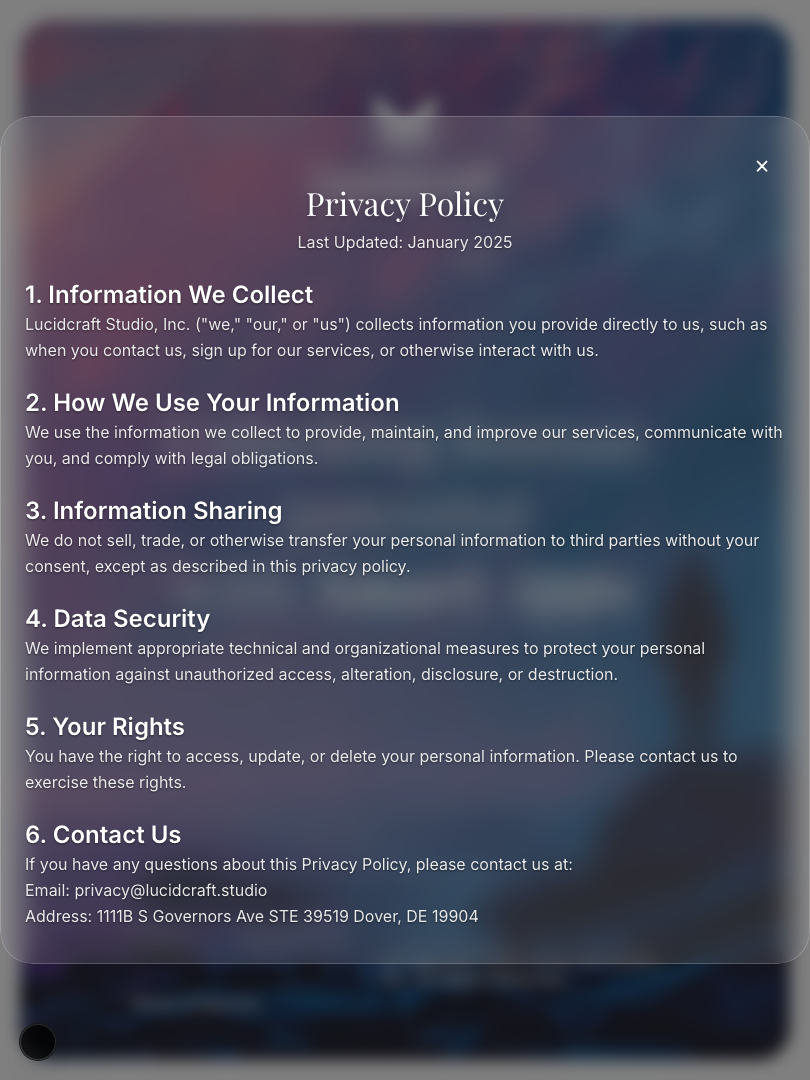 ×
Privacy Policy
Last Updated: January 2025
1. Information We Collect
Lucidcraft Studio, Inc. ("we," "our," or "us") collects information you provide directly to us, such as
when you contact us, sign up for our services, or otherwise interact with us.
2. How We Use Your Information
We use the information we collect to provide, maintain, and improve our services, communicate with
you, and comply with legal obligations.
3. Information Sharing
We do not sell, trade, or otherwise transfer your personal information to third parties without your
consent, except as described in this privacy policy.
4. Data Security
We implement appropriate technical and organizational measures to protect your personal
information against unauthorized access, alteration, disclosure, or destruction.
5. Your Rights
You have the right to access, update, or delete your personal information. Please contact us to
exercise these rights.
6. Contact Us
If you have any questions about this Privacy Policy, please contact us at:
Email: privacy@lucidcraft.studio
Address: 1111B S Governors Ave STE 39519 Dover, DE 19904